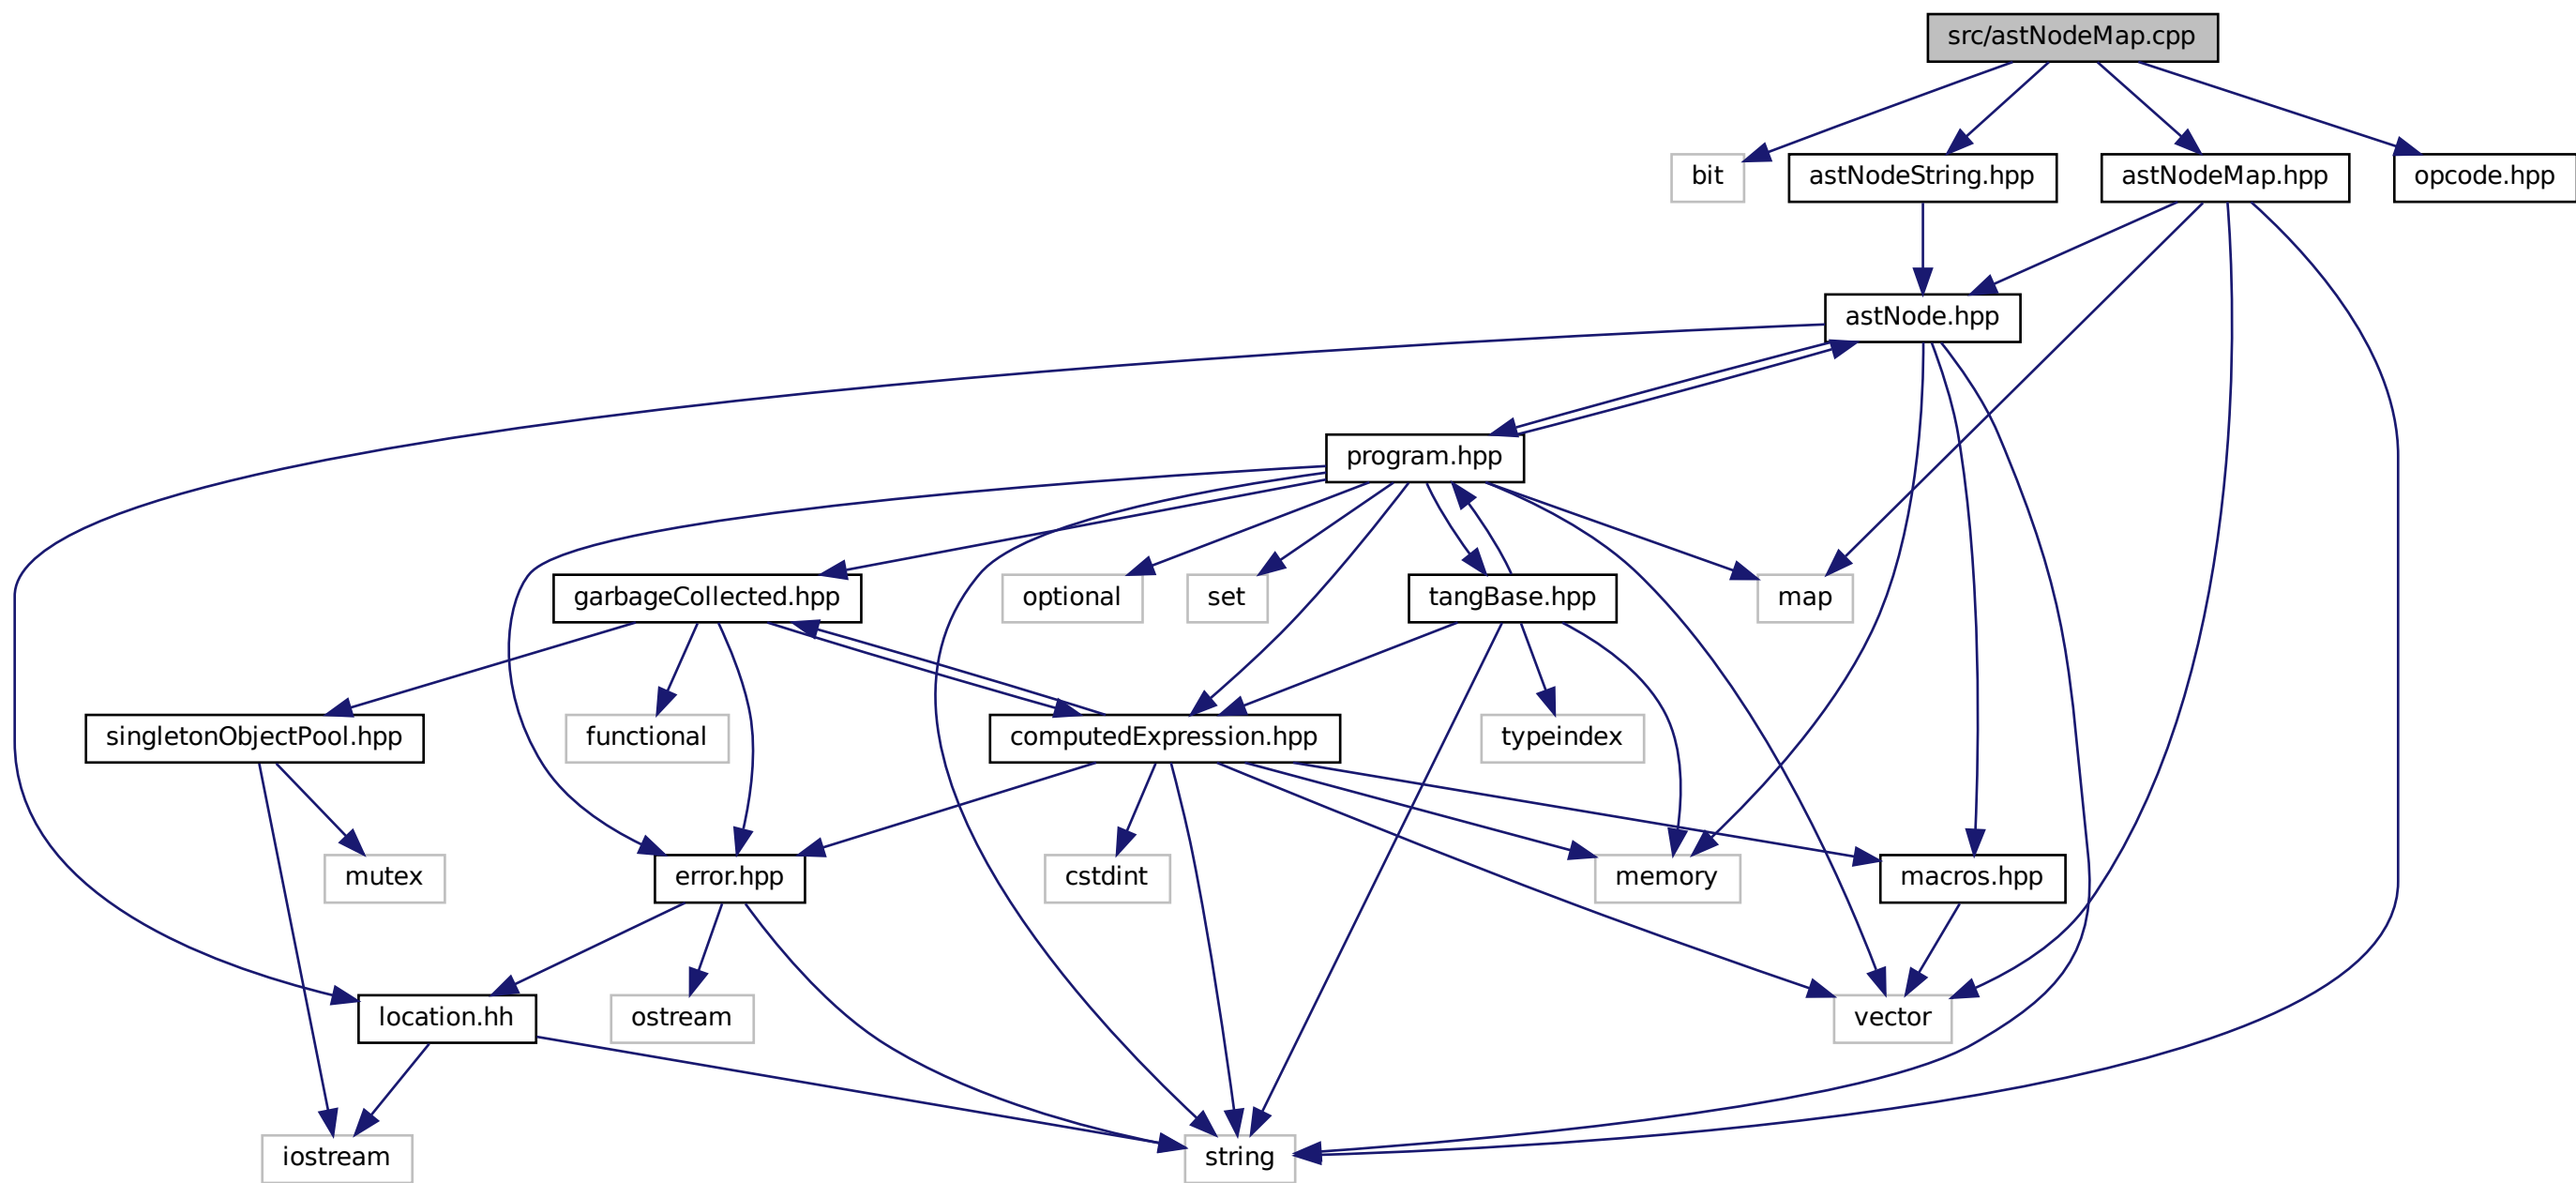 src/astNodeMap.cpp
bit
astNodeString.hpp
astNodeMap.hpp
opcode.hpp
astNode.hpp
program.hpp
garbageCollected.hpp
optional
set
tangBase.hpp
map
singletonObjectPool.hpp
functional
computedExpression.hpp
typeindex
mutex
error.hpp
cstdint
memory
macros.hpp
location.hh
ostream
vector
iostream
string